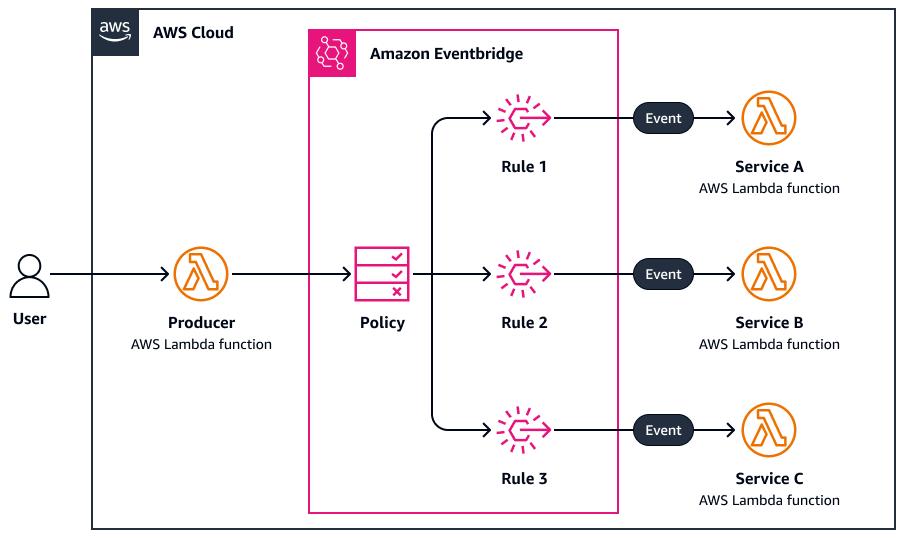 aws
AWS Cloud
Amazon Eventbridge
Rule 1
Event
Service A
AWS Lambda function
User
Producer
AWS Lambda function
Policy
Rule 2
Event
Service B
AWS Lambda function
Rule 3
Event
Service C
AWS Lambda function